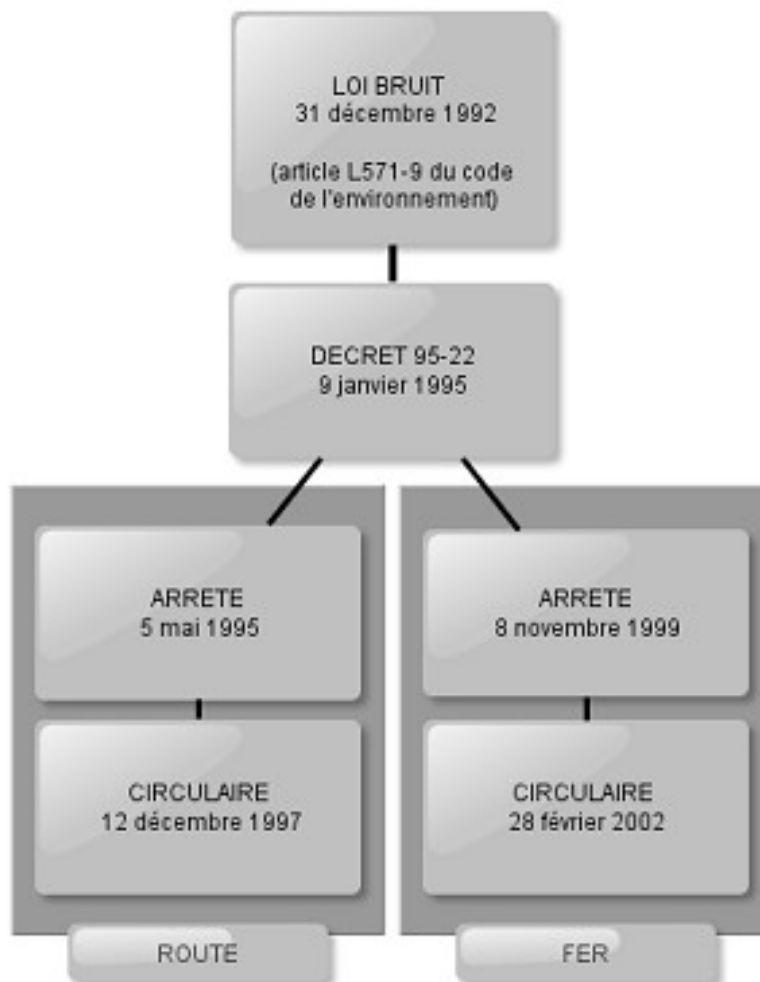 LOI BRUIT
31 décembre 1992
(article L571-9 du code
de l'environnement)
DECRET 95-22
9 janvier 1995
ARRETE
5 mai 1995
CIRCULAIRE
12 décembre 1997
ROUTE
ARRETE
8 novembre 1999
CIRCULAIRE
28 février 2002
FER